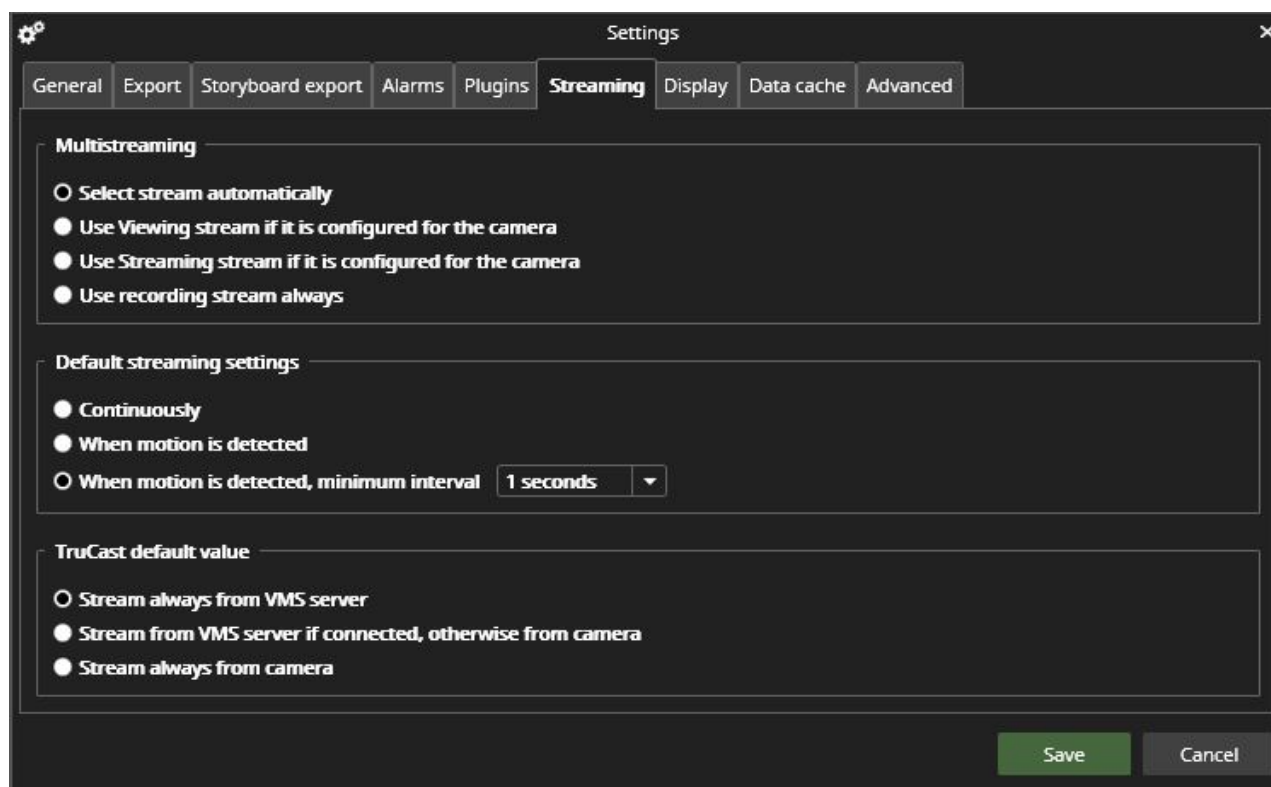 Settings
General Export Storyboard export Alarms Plugins Streaming Display Data cache Advanced
Multistreaming
Select stream automatically
Use Viewing stream if it is configured for the camera
Use Streaming stream if it is configured for the camera
Use recording stream always
Default streaming settings
Continuously
When motion is detected
When motion is detected, minimum interval 1 seconds
TruCast default value
Stream always from VMS server
Stream from VMS server if connected, otherwise from camera
Stream always from camera
Save Cancel